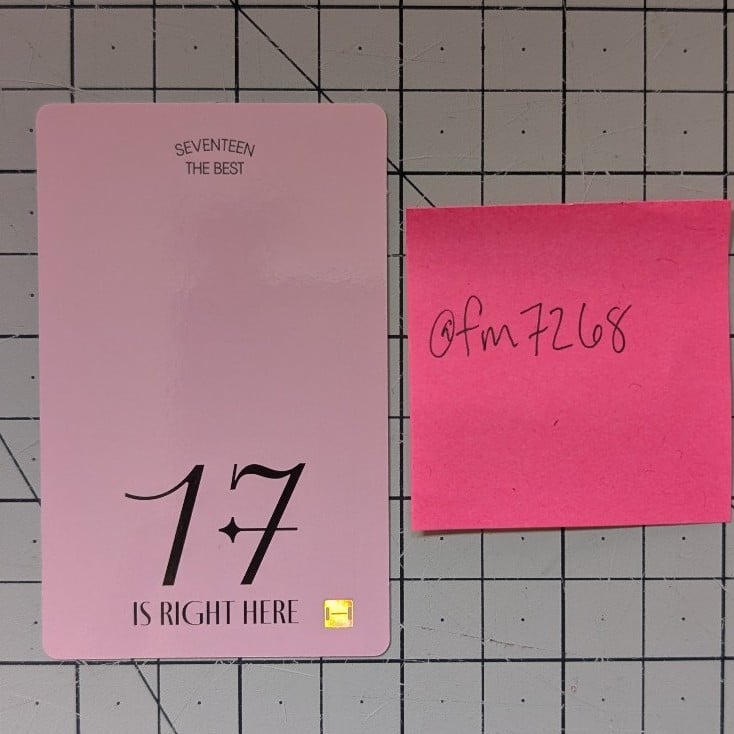 SEVENTEEN
THE BEST
17
IS RIGHT HERE
@fm7268